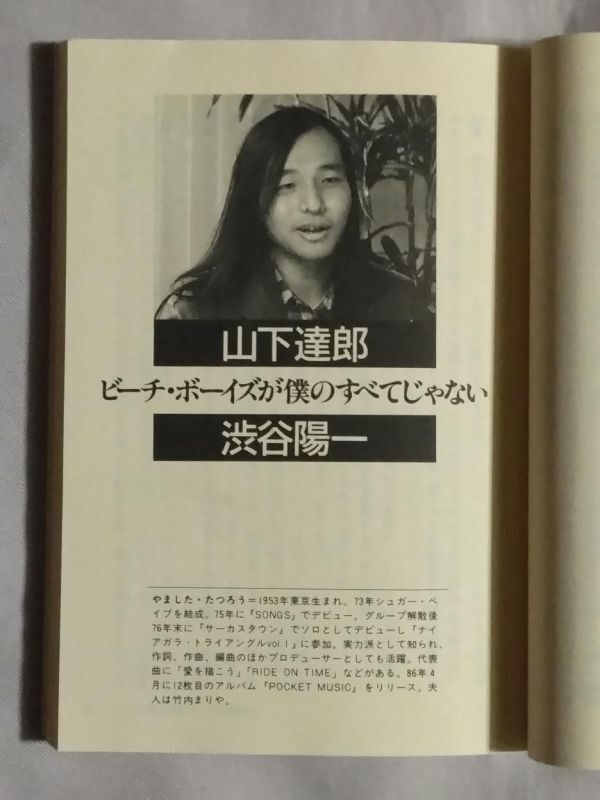 山下達郎
ビーチ・ボーイズが僕のすべてじゃない
渋谷陽一
やました・たつろう＝1953年東京生まれ。73年シュガー・ベ
イブを結成。75年に『SONGS』でデビュー。グループ解散後
76年末に『サーカスタウン』でソロとしてデビューし『ナイ
アガラ・トライアングルvol.1』に参加。実力派として知られ、
作詞、作曲、編曲のほかプロデューサーとしても活躍。代表
曲に「愛を描こう」「RIDE ON TIME」などがある。86年4
月に12枚目のアルバム『POCKET MUSIC』をリリース。夫
人は竹内まりや。